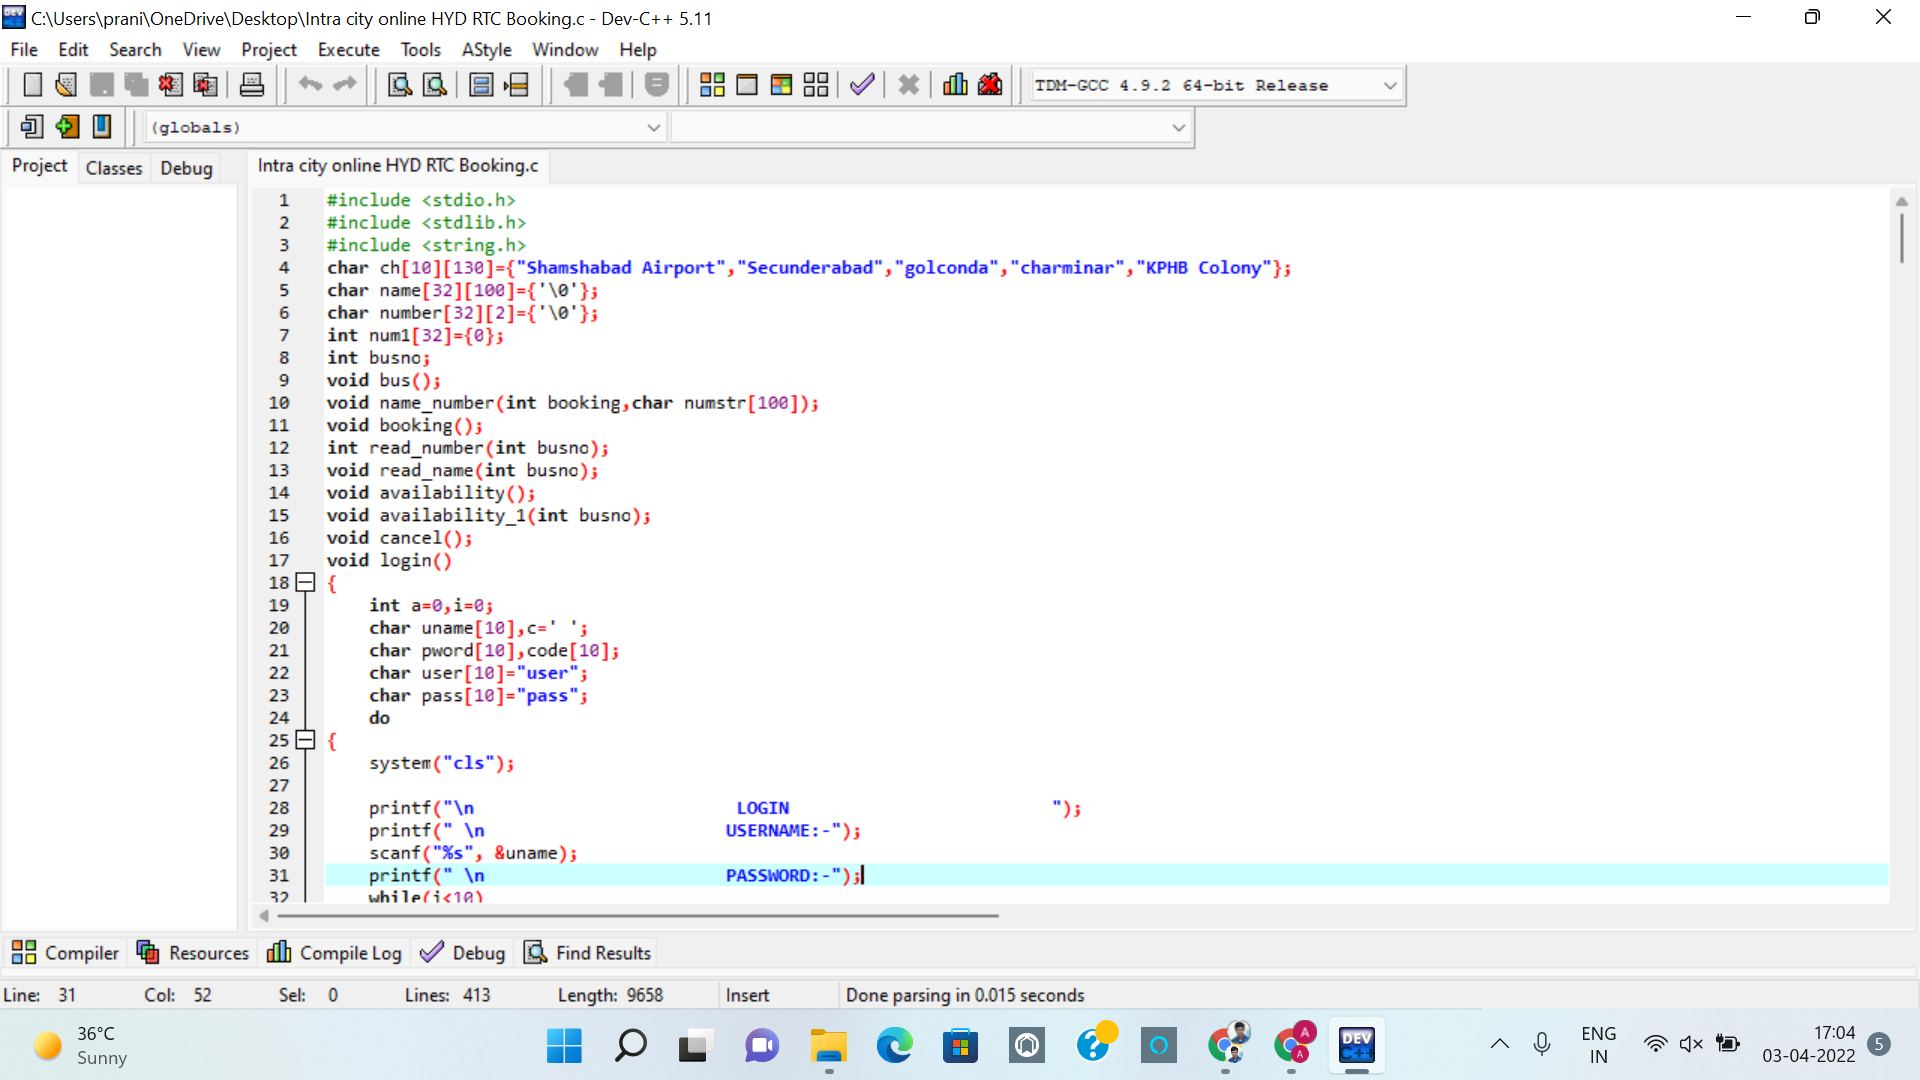 C:\Users\prani\OneDrive\Desktop\Intra city online HYD RTC Booking.c - Dev-C++ 5.11
File Edit Search View Project Execute Tools AStyle Window Help
TDM-GCC 4.9.2 64-bit Release
(globals)
Project Classes Debug
Intra city online HYD RTC Booking.c
1 #include <stdio.h>
2 #include <stdlib.h>
3 #include <string.h>
4 char ch[10][130]={"Shamshabad Airport","Secunderabad","golconda","charminar","KPHB Colony"};
5 char name[32][100]={'\0'};
6 char number[32][2]={'\0'};
7 int num1[32]={0};
8 int busno;
9 void bus();
10 void name_number(int booking,char numstr[100]);
11 void booking();
12 int read_number(int busno);
13 void read_name(int busno);
14 void availability();
15 void availability_1(int busno);
16 void cancel();
17 void login()
18 {
19 int a=0,i=0;
20 char uname[10],c=' ';
21 char pword[10],code[10];
22 char user[10]="user";
23 char pass[10]="pass";
24 do
25 {
26 system("cls");
27
28 printf("\n LOGIN ");
29 printf(" \n USERNAME:-");
30 scanf("%s", &uname);
31 printf(" \n PASSWORD:-");
32 while(i<10)
Compiler Resources Compile Log Debug Find Results
Line: 31 Col: 52 Sel: 0 Lines: 413 Length: 9658 Insert Done parsing in 0.015 seconds
36°C
Sunny
DEV C++
ENG
IN
17:04
03-04-2022
5